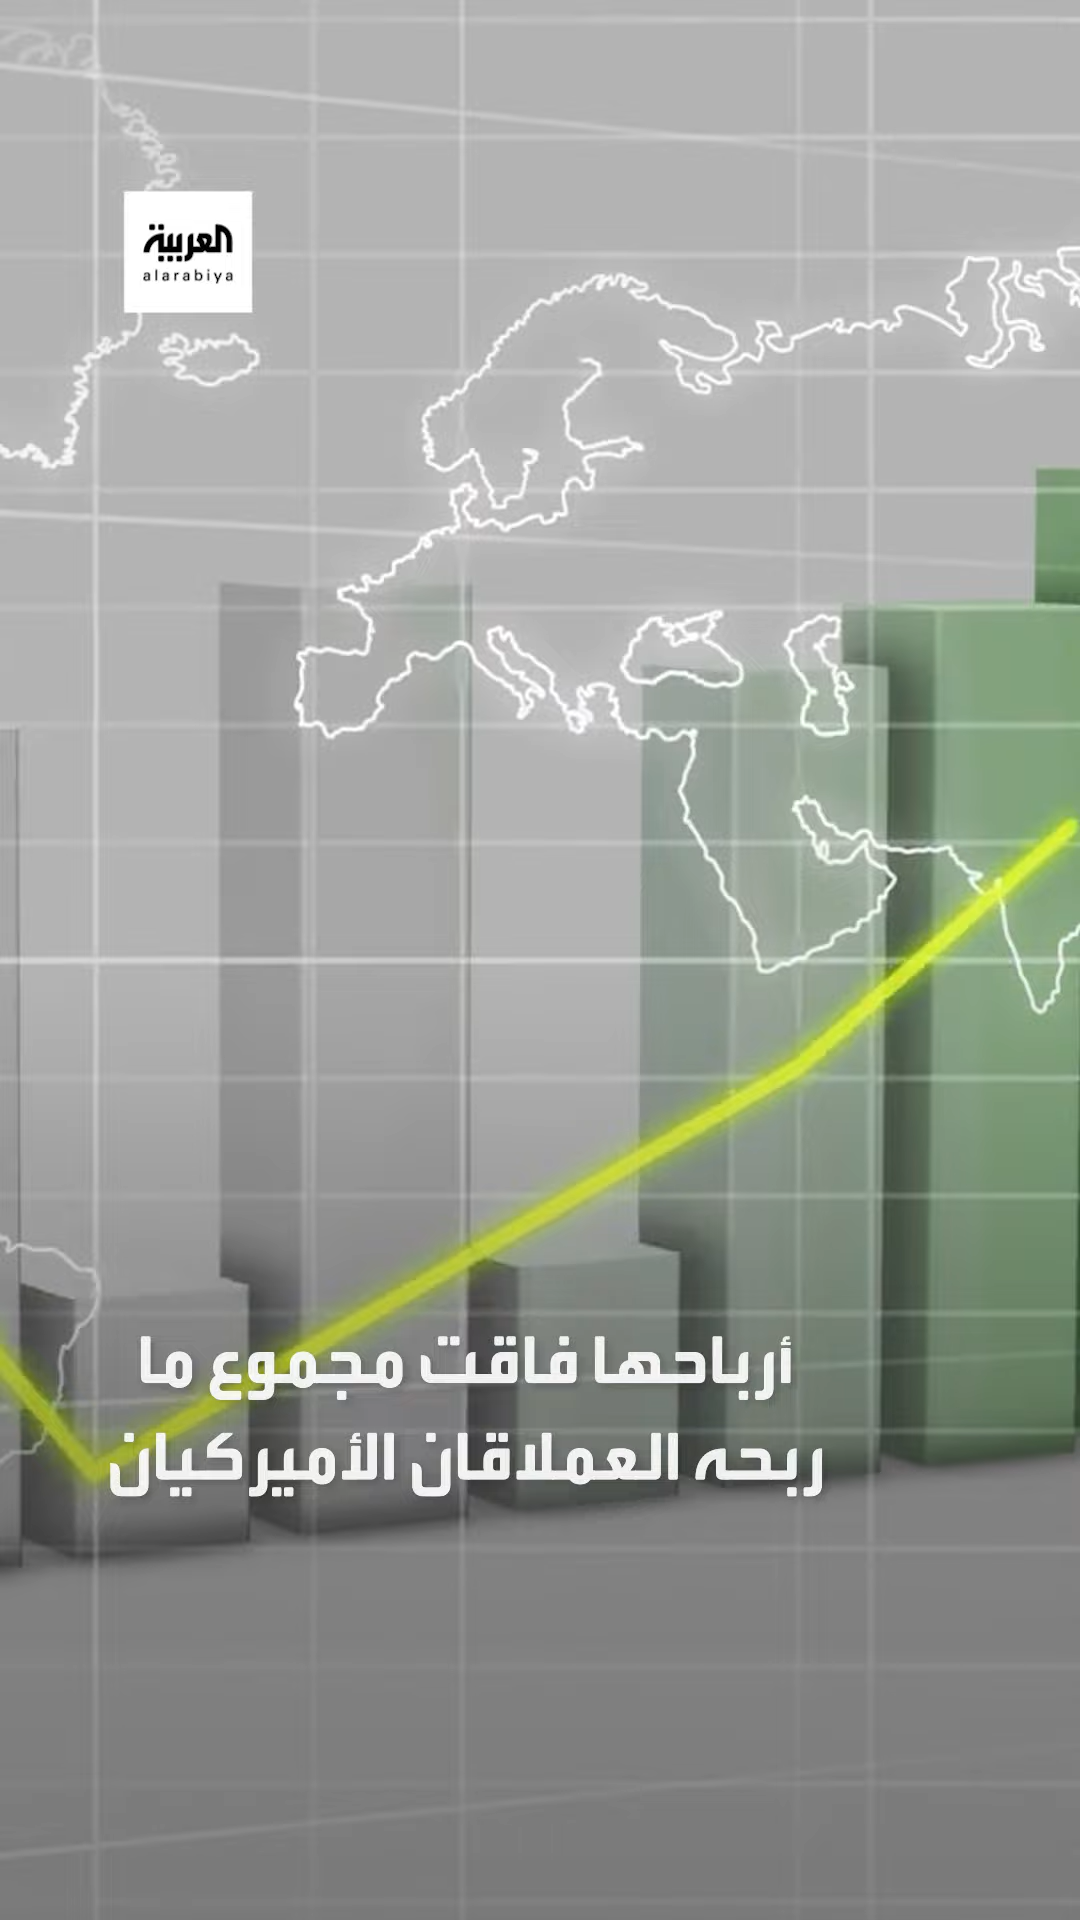 العربية
alarabiya
أرباحها فاقت مجموع ما
ربحه العملاقان الأميركيان